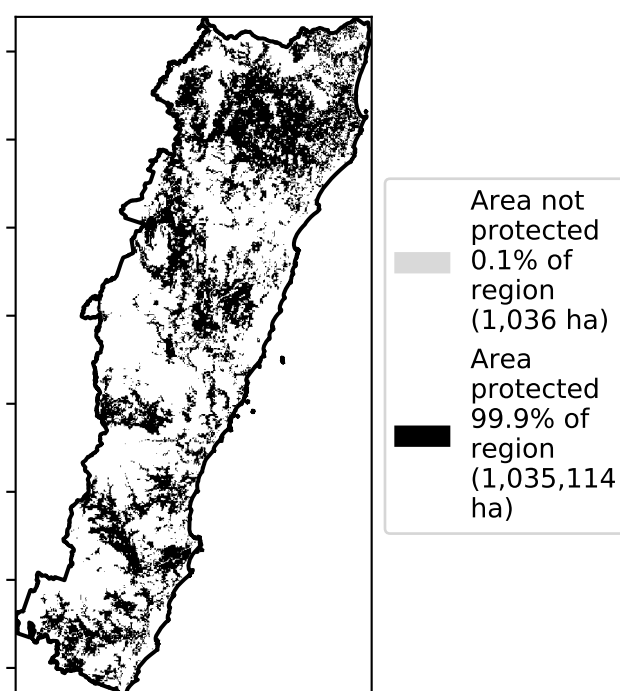 Area not
protected
0.1% of
region
(1,036 ha)
Area
protected
99.9% of
region
(1,035,114
ha)